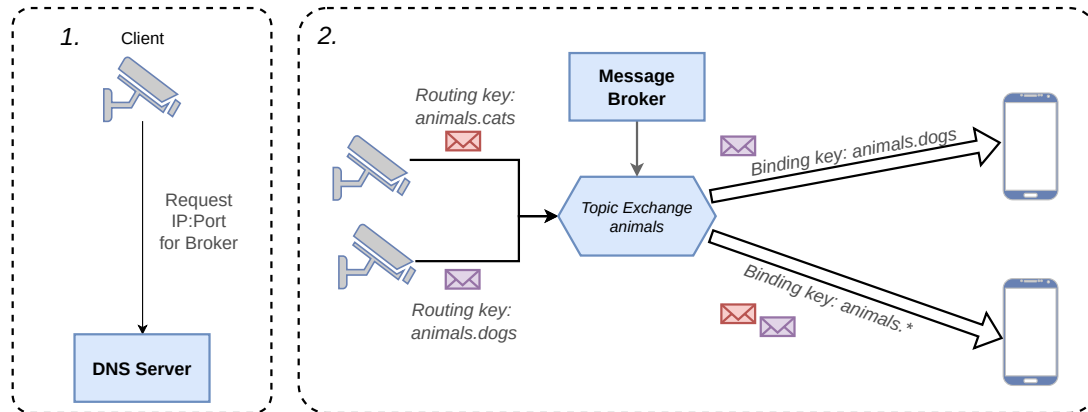 1.
Client
Request
IP:Port
for Broker
DNS Server
2.
Routing key:
animals.cats
Message
Broker
Binding key: animals.dogs
Topic Exchange
animals
Routing key:
animals.dogs
Binding key: animals.*